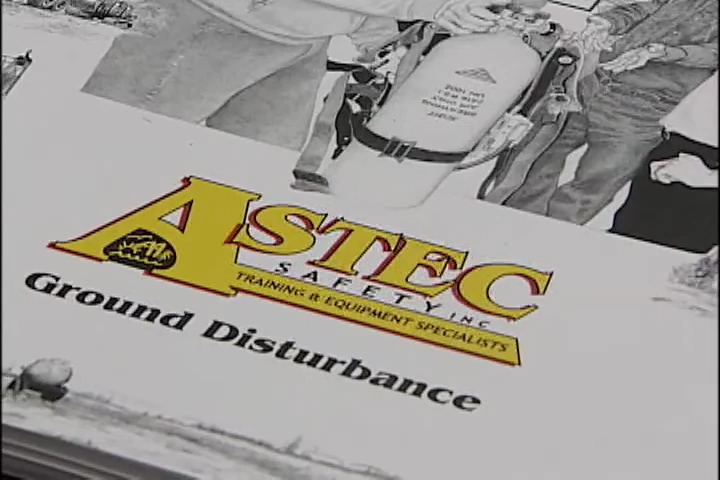 ASTEC
SAFETY INC
TRAINING & EQUIPMENT SPECIALISTS
Ground Disturbance